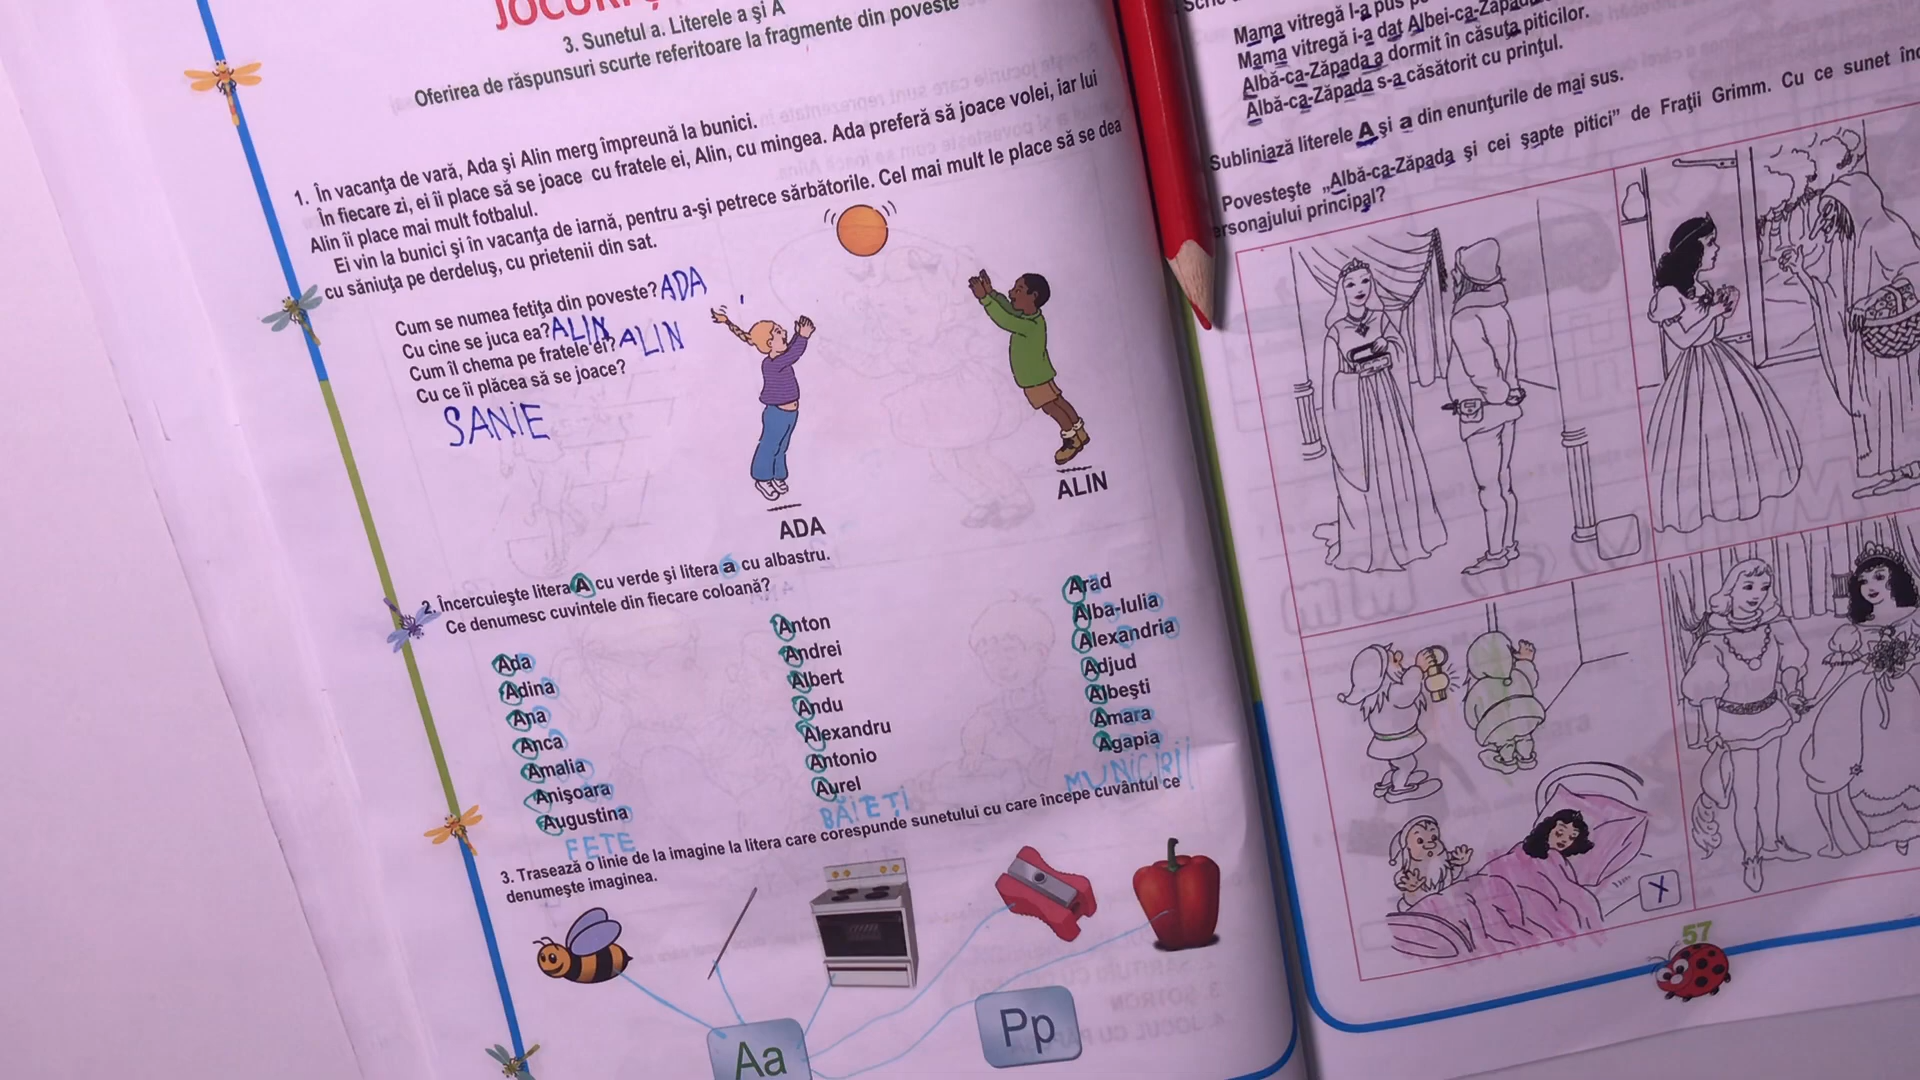 3. Sunetul a. Literele a şi A
Oferirea de răspunsuri scurte referitoare la fragmente din poveste
1. În vacanţa de vară, Ada şi Alin merg împreună la bunici.
În fiecare zi, ei îi place să se joace cu fratele ei, Alin, cu mingea. Ada preferă să joace volei, iar lui
Alin îi place mai mult fotbalul.
Ei vin la bunici şi în vacanţa de iarnă, pentru a-şi petrece sărbătorile. Cel mai mult le place să se dea
cu săniuţa pe derdeluş, cu prietenii din sat.
Cum se numea fetiţa din poveste? ADA
Cu cine se juca ea? ALIN
Cum îl chema pe fratele ei? ALIN
Cu ce îi plăcea să se joace?
SANIE
ADA
ALIN
2. Încercuieşte litera A cu verde şi litera a cu albastru.
Ce denumesc cuvintele din fiecare coloană?
Ada
Adina
Ana
Anca
Amalia
Anişoara
Augustina
FETE
Anton
Andrei
Albert
Andu
Alexandru
Antonio
Aurel
BĂIEŢI
Arad
Alba-Iulia
Alexandria
Adjud
Albeşti
Amara
Agapia
3. Trasează o linie de la imagine la litera care corespunde sunetului cu care începe cuvântul ce
denumeşte imaginea.
Aa
Pp
Mama vitregă l-a pus
Mama vitregă i-a dat Albei-ca-Zăpada
Albă-ca-Zăpada a dormit în căsuţa piticilor.
Albă-ca-Zăpada s-a căsătorit cu prinţul.
Subliniază literele A şi a din enunţurile de mai sus.
Povesteşte „Albă-ca-Zăpada şi cei şapte pitici” de Fraţii Grimm. Cu ce sunet
principal?
X
57